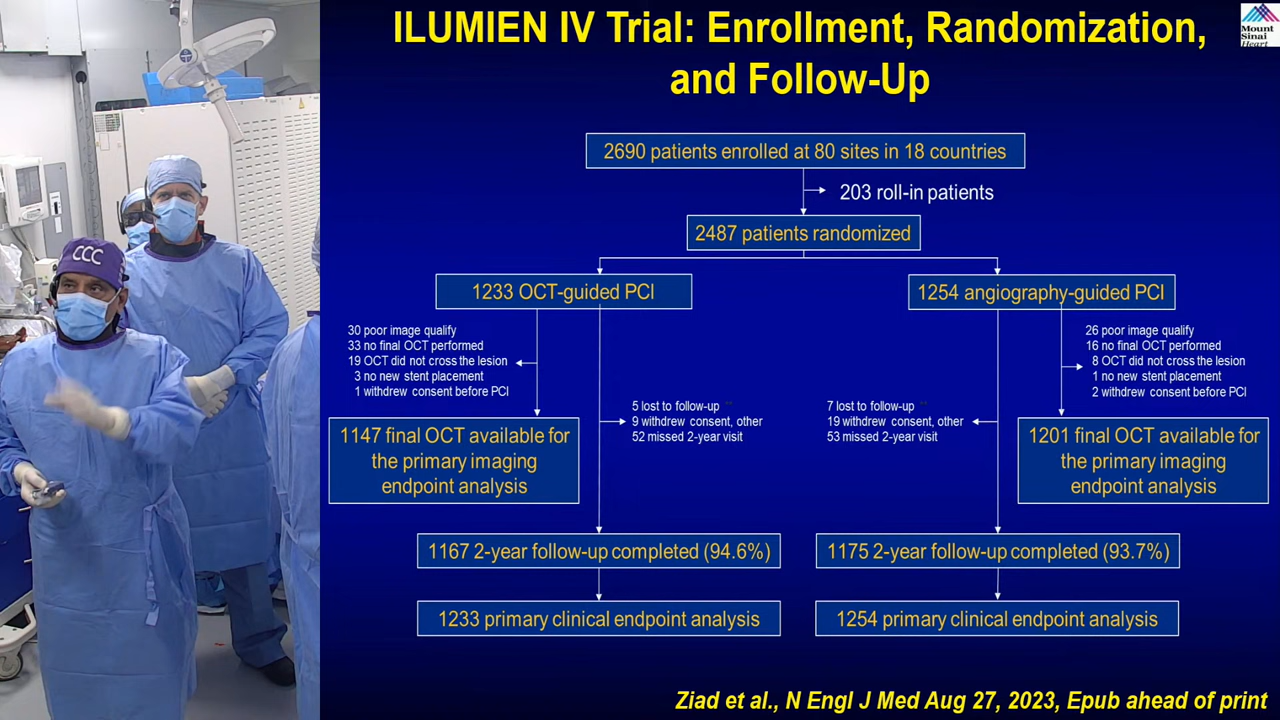 ILUMIEN IV Trial: Enrollment, Randomization,
and Follow-Up
Mount
Sinai
Heart
CCC
2690 patients enrolled at 80 sites in 18 countries
203 roll-in patients
2487 patients randomized
1233 OCT-guided PCI
1254 angiography-guided PCI
30 poor image qualify
33 no final OCT performed
19 OCT did not cross the lesion
3 no new stent placement
1 withdrew consent before PCI
26 poor image qualify
16 no final OCT performed
8 OCT did not cross the lesion
1 no new stent placement
2 withdrew consent before PCI
5 lost to follow-up
9 withdrew consent, other
52 missed 2-year visit
7 lost to follow-up
19 withdrew consent, other
53 missed 2-year visit
1147 final OCT available for
the primary imaging
endpoint analysis
1201 final OCT available for
the primary imaging
endpoint analysis
1167 2-year follow-up completed (94.6%)
1175 2-year follow-up completed (93.7%)
1233 primary clinical endpoint analysis
1254 primary clinical endpoint analysis
Ziad et al., N Engl J Med Aug 27, 2023, Epub ahead of print